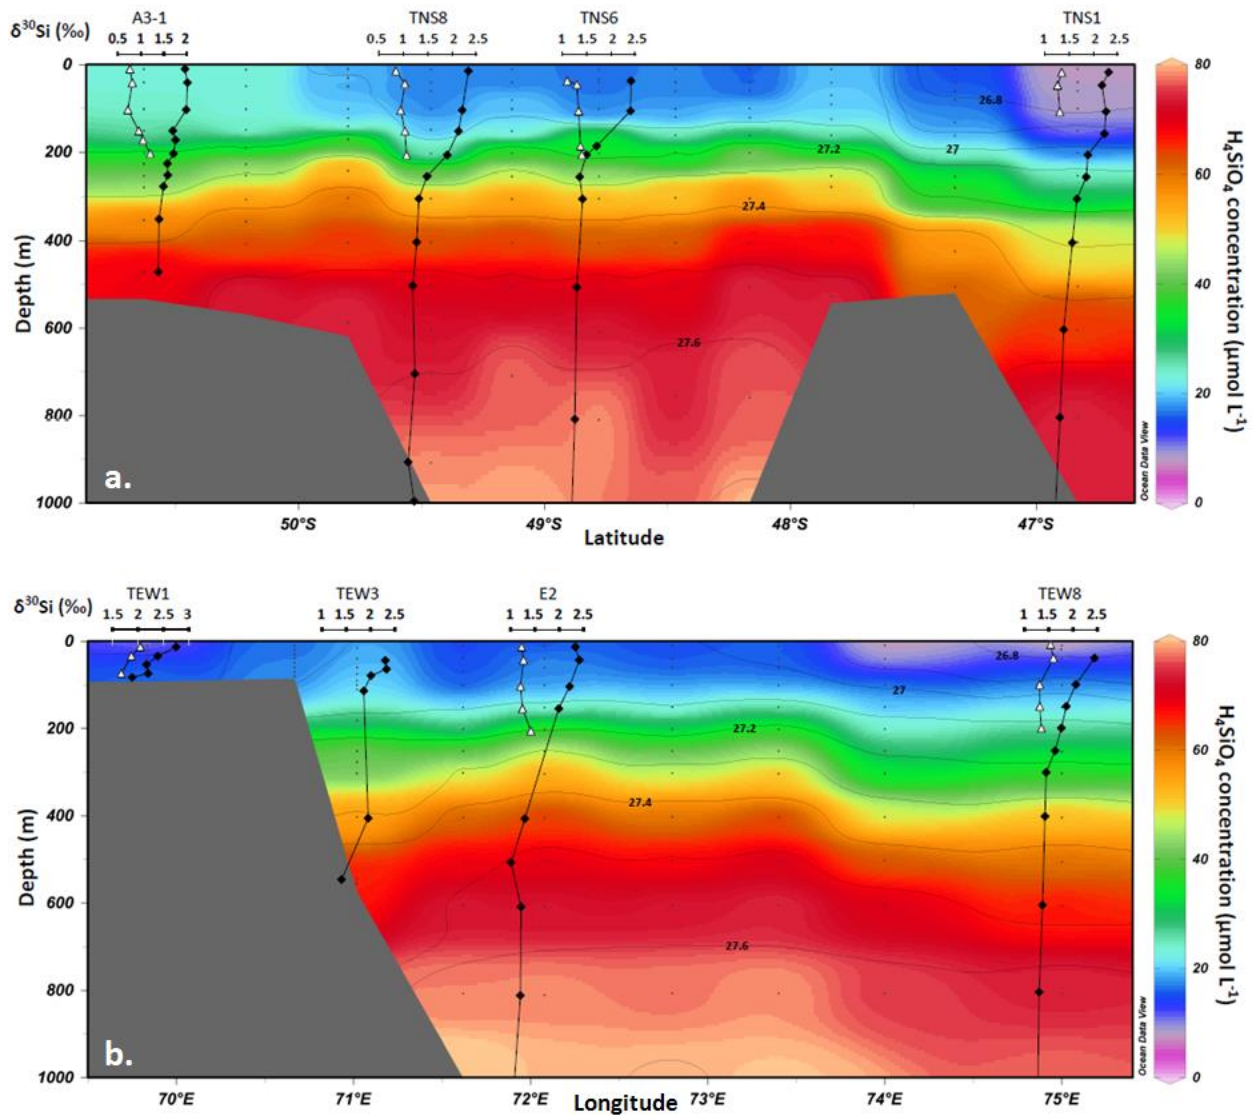 A3-1 TNS8 TNS6 TNS1
δ³⁰Si (‰)
0.5 1 1.5 2 0.5 1 1.5 2 2.5 1 1.5 2 2.5 1 1.5 2 2.5
0
200
400
600
800
1000
Depth (m)
26.8
27.2
27
27.4
27.6
a.
Ocean Data View
50°S 49°S 48°S 47°S
Latitude
80
60
40
20
0
H₄SiO₄ concentration (μmol L⁻¹)
TEW1 TEW3 E2 TEW8
δ³⁰Si (‰)
1.5 2 2.5 3 1 1.5 2 2.5 1 1.5 2 2.5 1 1.5 2 2.5
0
200
400
600
800
1000
Depth (m)
26.8
27
27.2
27.4
27.6
b.
Ocean Data View
70°E 71°E 72°E 73°E 74°E 75°E
Longitude
80
60
40
20
0
H₄SiO₄ concentration (μmol L⁻¹)